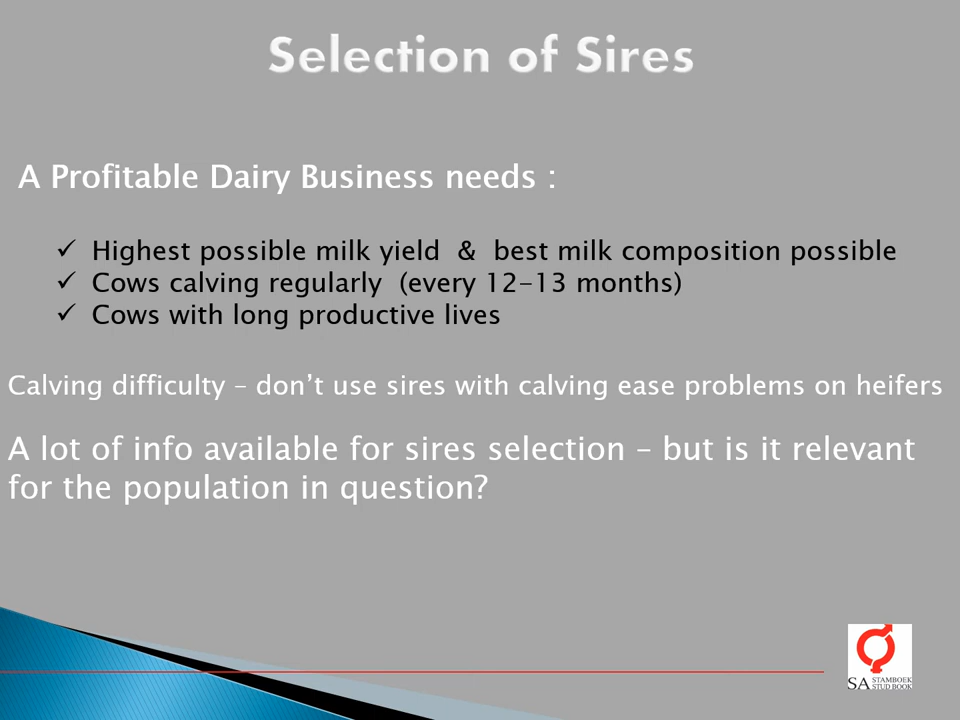 Selection of Sires
A Profitable Dairy Business needs :
✓ Highest possible milk yield & best milk composition possible
✓ Cows calving regularly (every 12-13 months)
✓ Cows with long productive lives
Calving difficulty – don’t use sires with calving ease problems on heifers
A lot of info available for sires selection – but is it relevant
for the population in question?
SA STAMBOEK
STUD BOOK